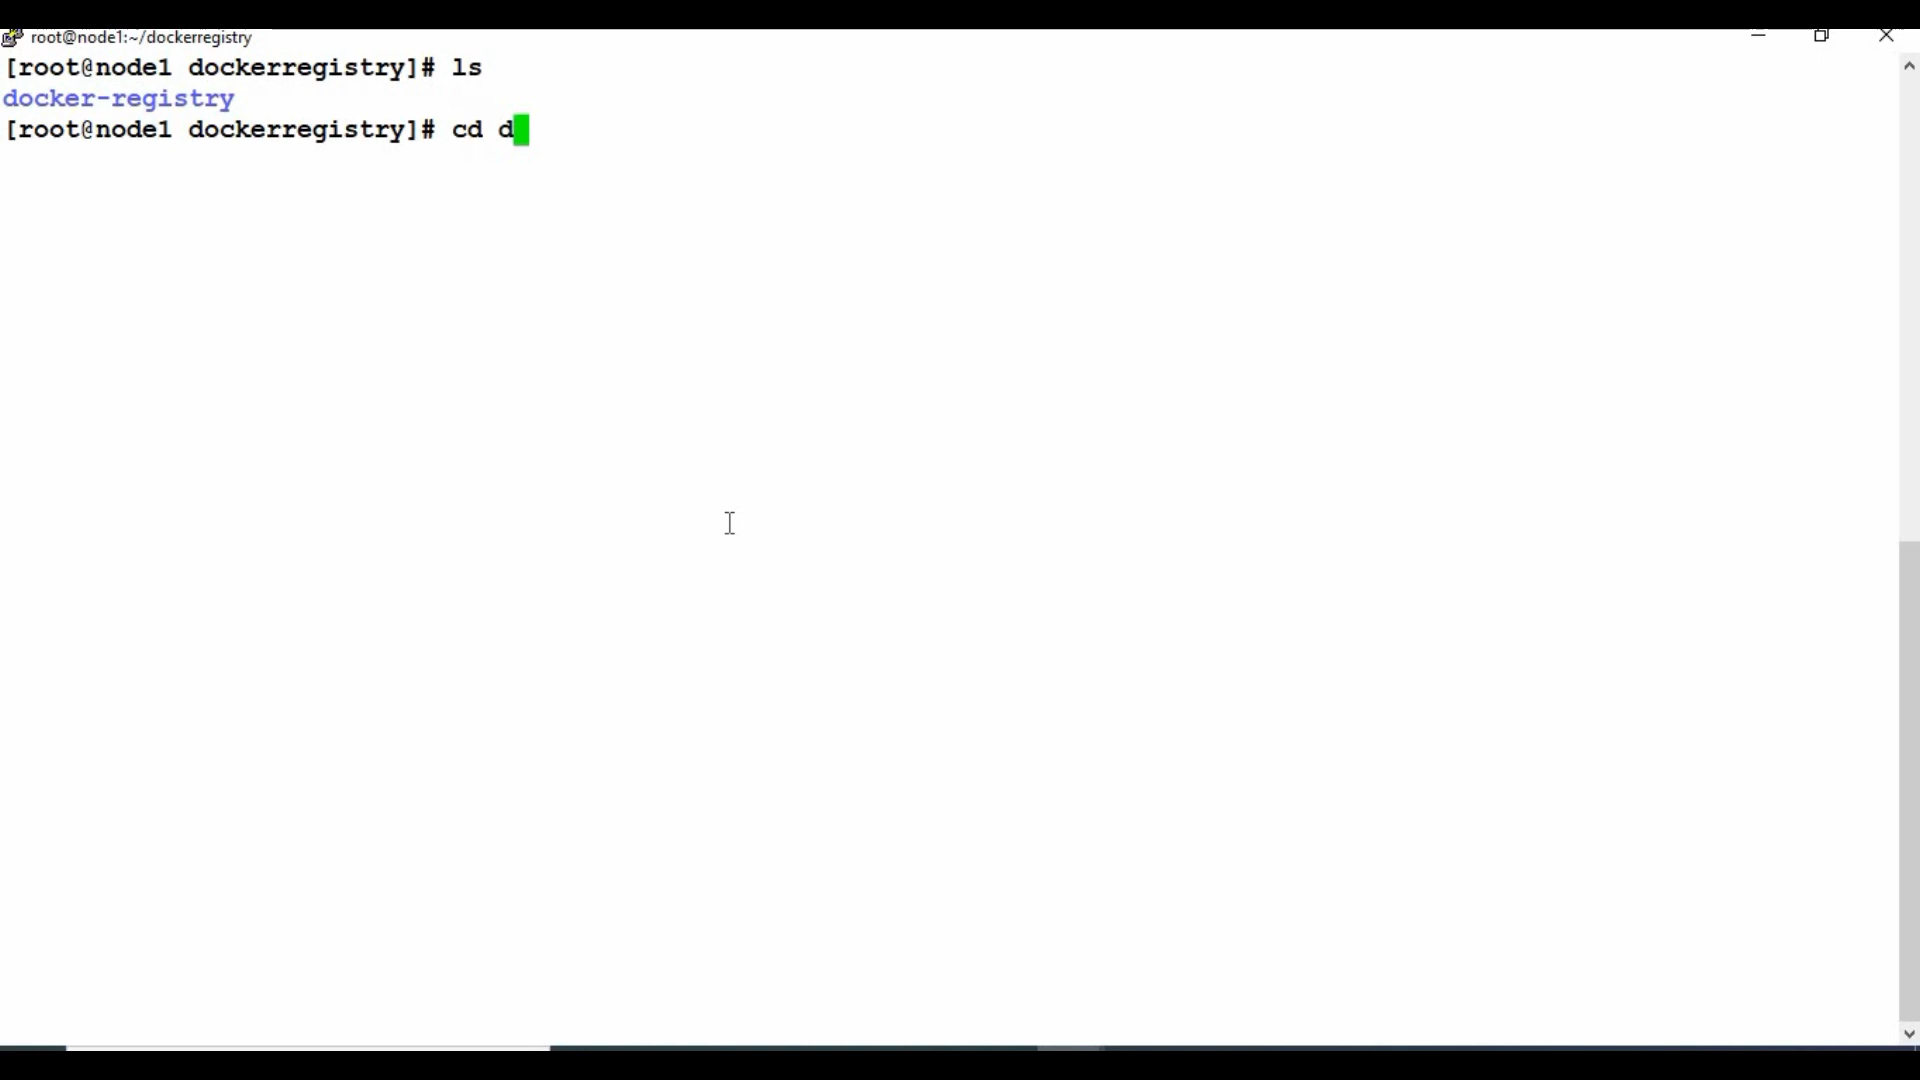 root@node1:~/dockerregistry
[root@node1 dockerregistry]# ls
docker-registry
[root@node1 dockerregistry]# cd d